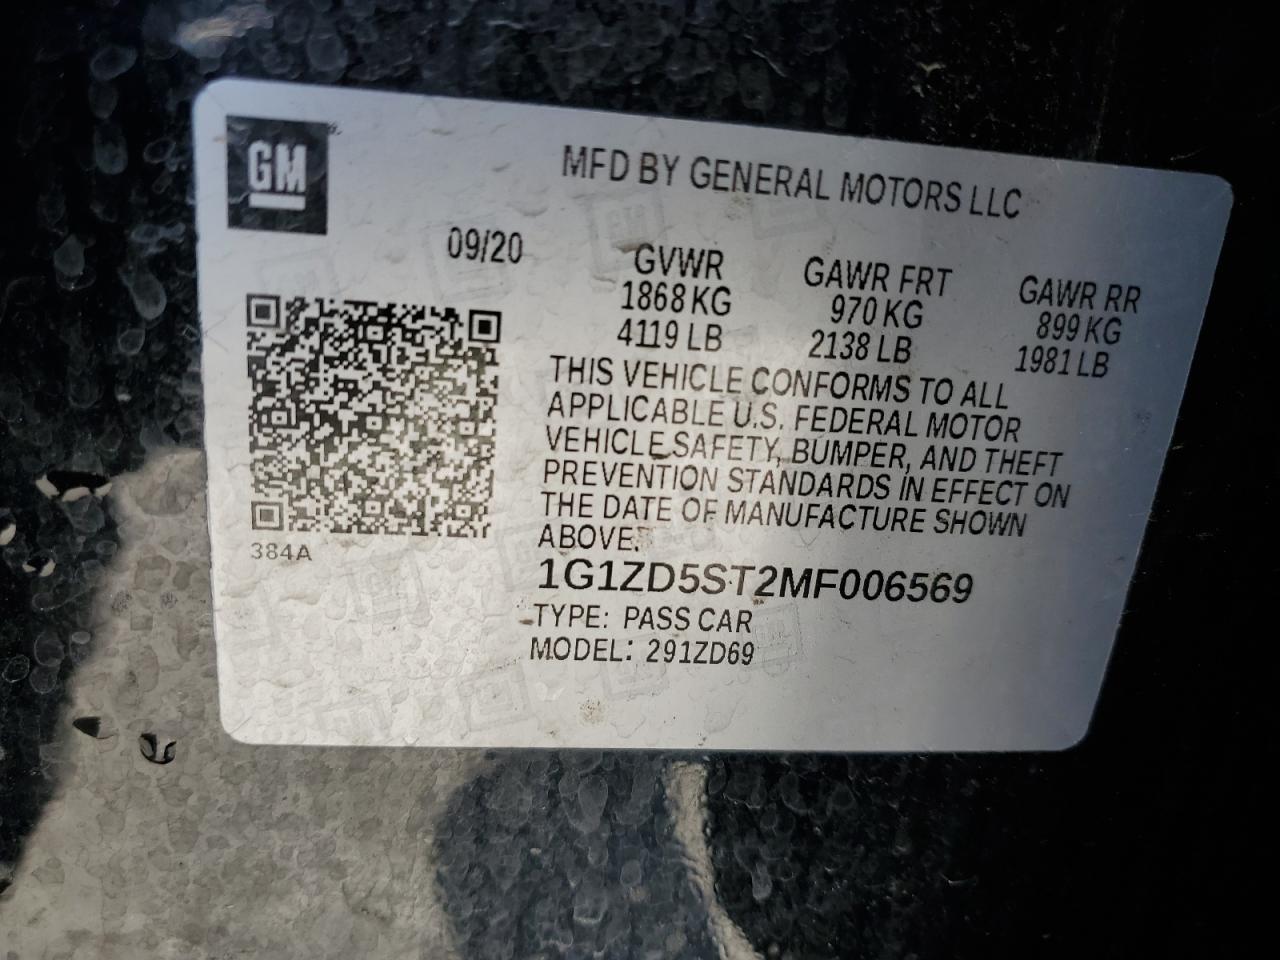 GM
MFD BY GENERAL MOTORS LLC
09/20
GVWR GAWR FRT GAWR RR
1868 KG 970 KG 899 KG
4119 LB 2138 LB 1981 LB
THIS VEHICLE CONFORMS TO ALL
APPLICABLE U.S. FEDERAL MOTOR
VEHICLE SAFETY, BUMPER, AND THEFT
PREVENTION STANDARDS IN EFFECT ON
THE DATE OF MANUFACTURE SHOWN
ABOVE.
384A
1G1ZD5ST2MF006569
TYPE: PASS CAR
MODEL: 291ZD69